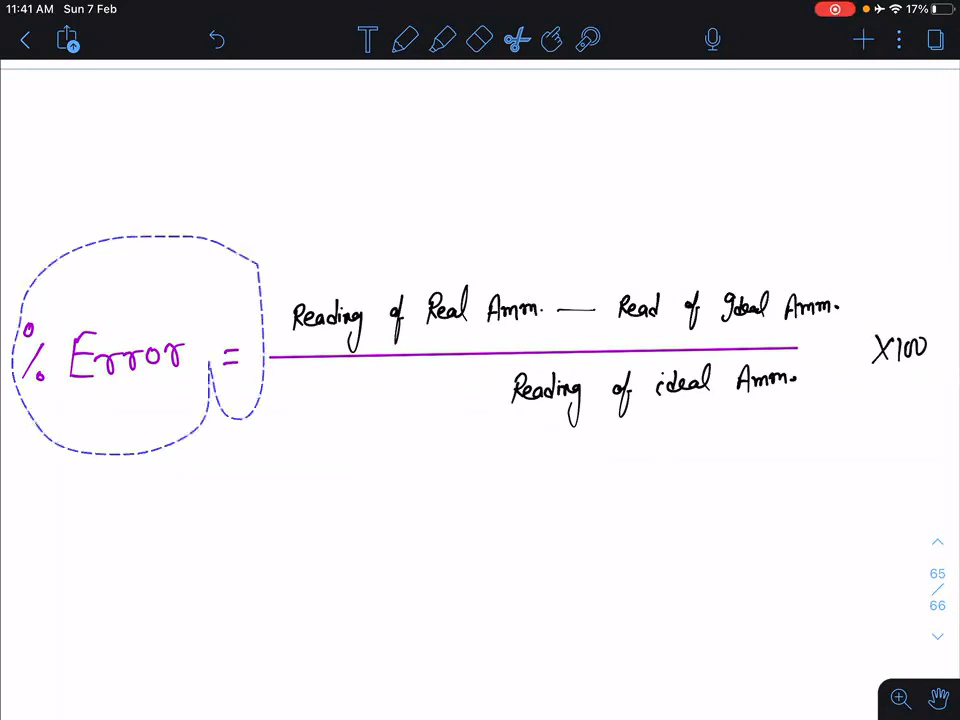 11:41 AM Sun 7 Feb 17%
T
Reading of Real Amm. — Read of Ideal Amm.
% Error = X100
Reading of ideal Amm.
65
/
66